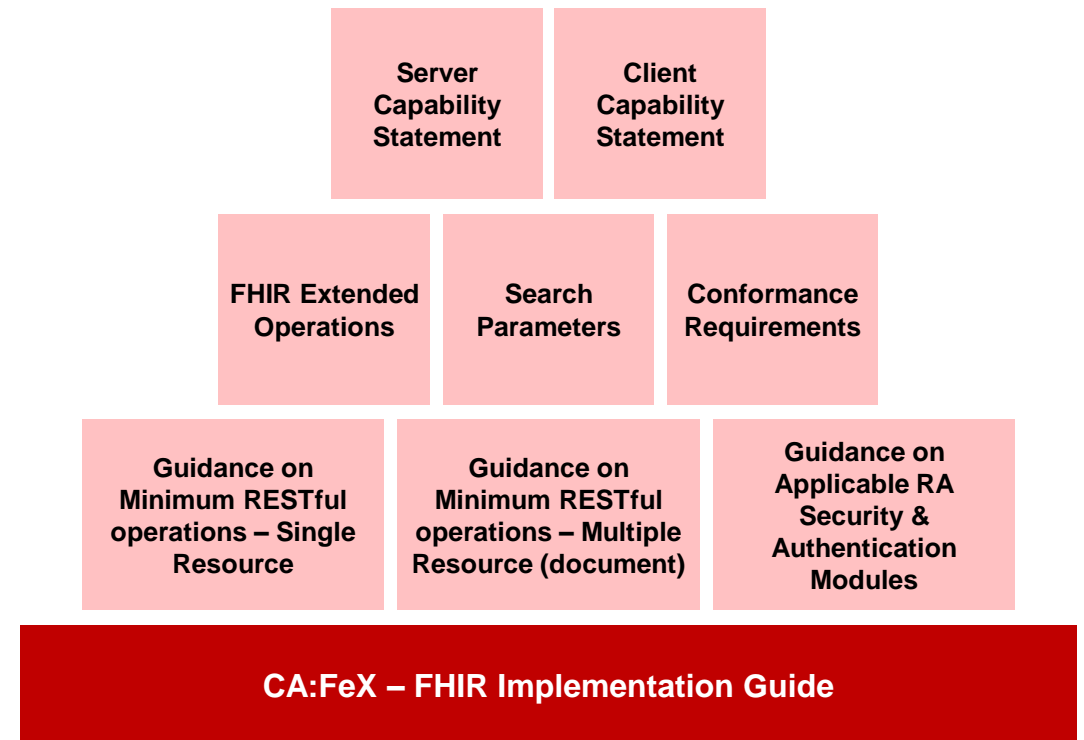 Server
Capability
Statement
Client
Capability
Statement
FHIR Extended
Operations
Search
Parameters
Conformance
Requirements
Guidance on
Minimum RESTful
operations – Single
Resource
Guidance on
Minimum RESTful
operations – Multiple
Resource (document)
Guidance on
Applicable RA
Security &
Authentication
Modules
CA:FeX – FHIR Implementation Guide